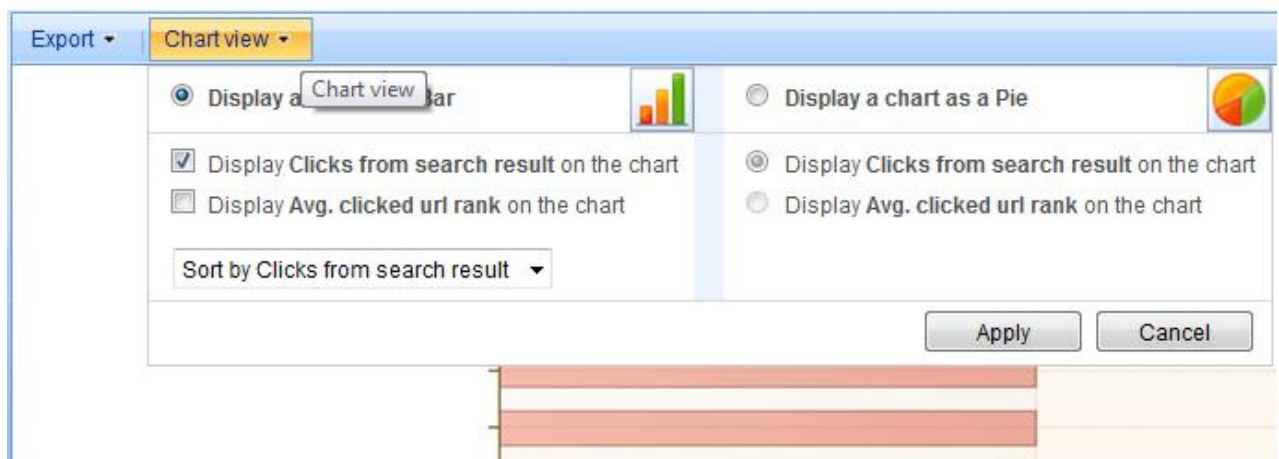 Export Chart view
Chart view
Display a Bar
Display a chart as a Pie
Display Clicks from search result on the chart
Display Avg. clicked url rank on the chart
Sort by Clicks from search result
Display Clicks from search result on the chart
Display Avg. clicked url rank on the chart
Apply Cancel